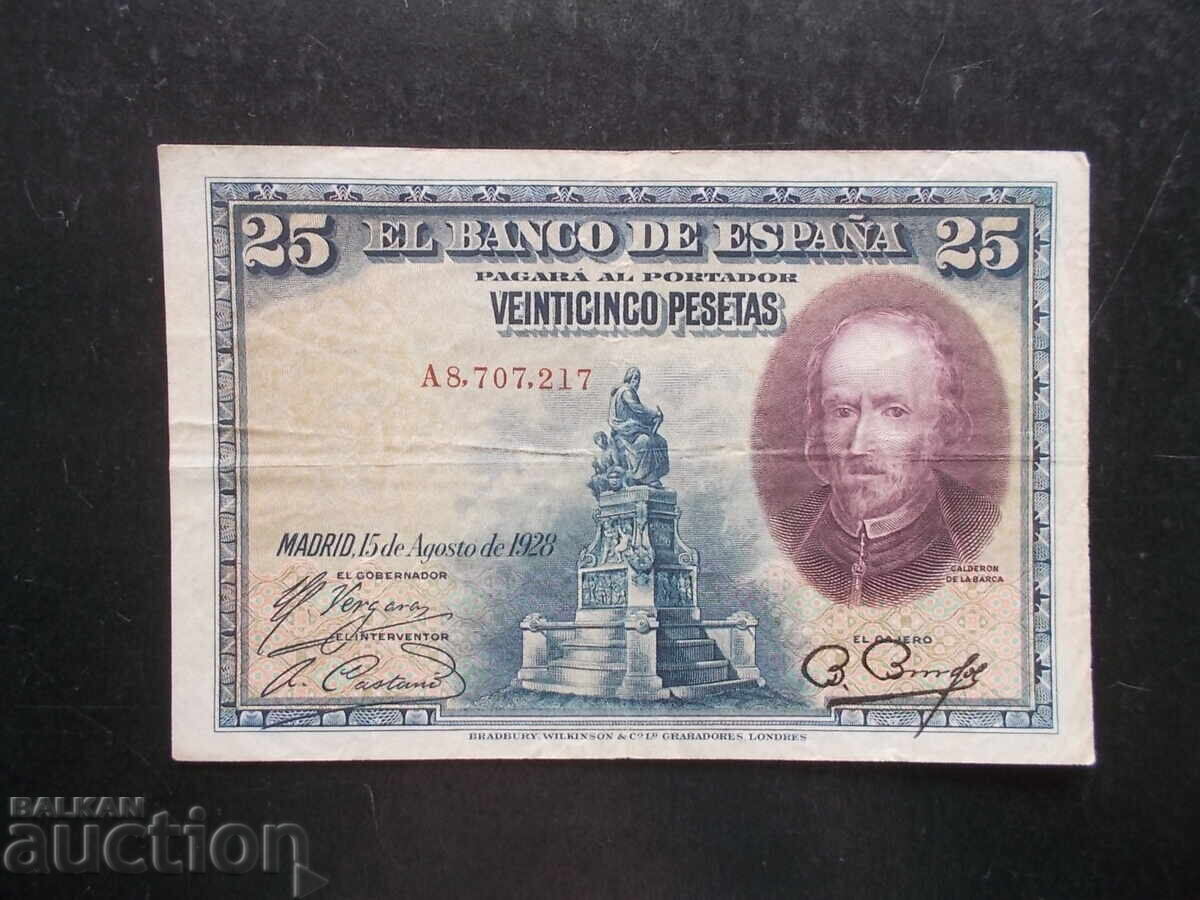 25 EL BANCO DE ESPAÑA 25
PAGARÁ AL PORTADOR
VEINTICINCO PESETAS
A8,707,217
MADRID, 15 de Agosto de 1928
CALDERON
DE LA BARCA
EL GOBERNADOR
Vergara
EL INTERVENTOR
A. Castaño
EL CAJERO
BRADBURY, WILKINSON & Cº Lº GRABADORES, LONDRES
BALKAN
auction